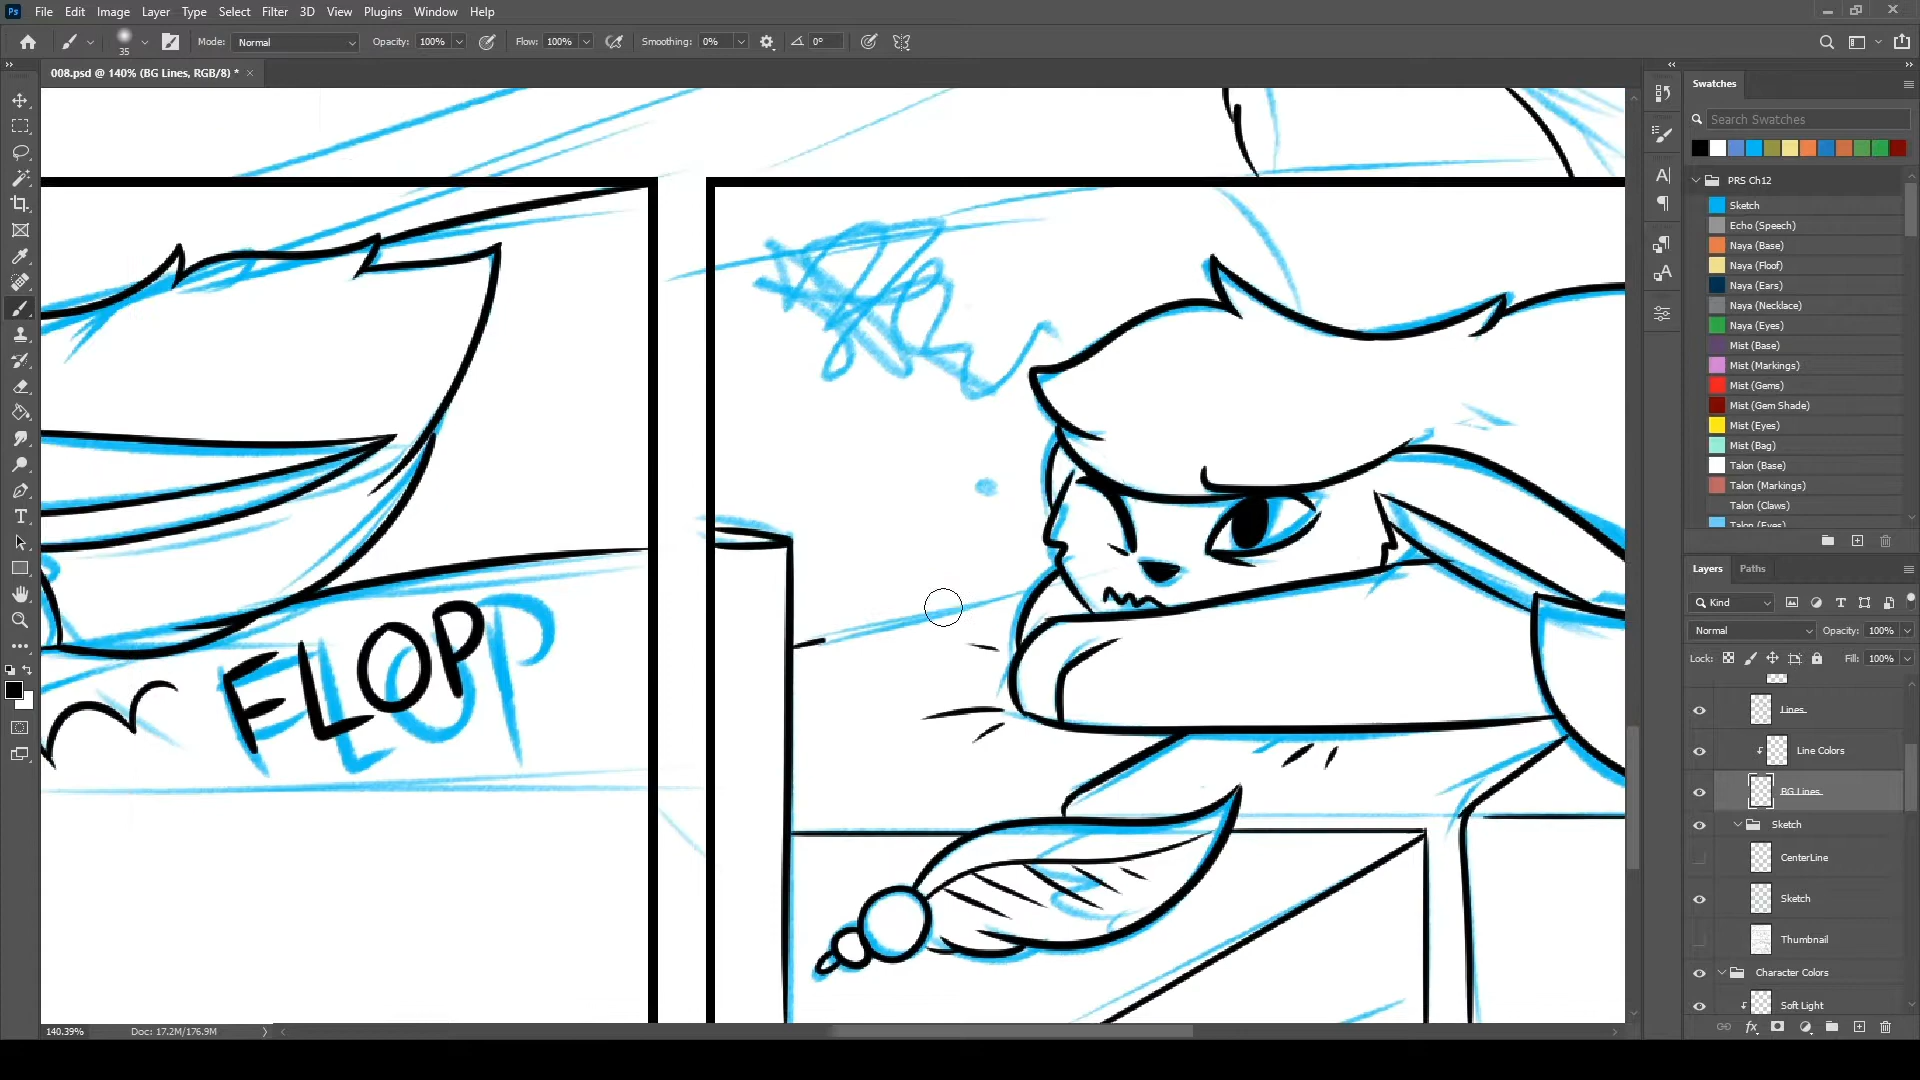 Ps File Edit Image Layer Type Select Filter 3D View Plugins Window Help
35 Mode: Normal Opacity: 100% Flow: 100% Smoothing: 0% 0°
008.psd @ 140% (BG Lines, RGB/8) * ×
Swatches
Search Swatches
PRS Ch12
Sketch
Echo (Speech)
Naya (Base)
Naya (Floof)
Naya (Ears)
Naya (Necklace)
Naya (Eyes)
Mist (Base)
Mist (Markings)
Mist (Gems)
Mist (Gem Shade)
Mist (Eyes)
Mist (Bag)
Talon (Base)
Talon (Markings)
Talon (Claws)
Talon (Eyes)
FLOP
FLOP
Layers Paths
Kind
Normal Opacity: 100%
Lock: Fill: 100%
Lines
Line Colors
BG Lines
Sketch
CenterLine
Sketch
Thumbnail
Character Colors
Soft Light
140.39% Doc: 17.2M/176.9M